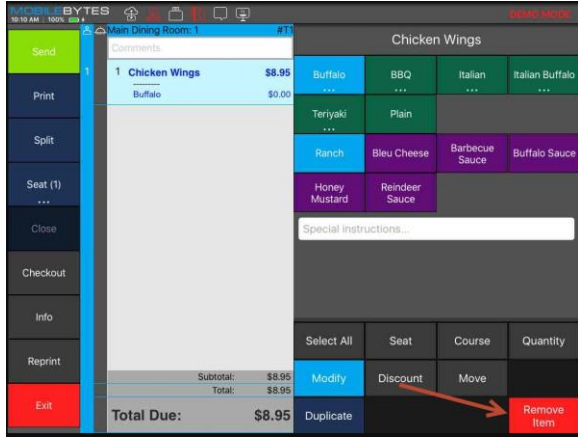 MOBILEBYTES
10:10 AM | 100%
DEMO MODE
Main Dining Room: 1 #T1
Comments
Chicken Wings
Send
Print
Split
Seat (1)
...
Close
Checkout
Info
Reprint
Exit
1
1 Chicken Wings $8.95
----------
Buffalo $0.00
Subtotal: $8.95
Total: $8.95
Total Due: $8.95
Buffalo
...
BBQ
...
Italian
...
Italian Buffalo
...
Teriyaki
...
Plain
Ranch
Bleu Cheese
Barbecue
Sauce
Buffalo Sauce
Honey
Mustard
Reindeer
Sauce
Special instructions...
Select All
Seat
Course
Quantity
Modify
Discount
Move
Duplicate
Remove
Item